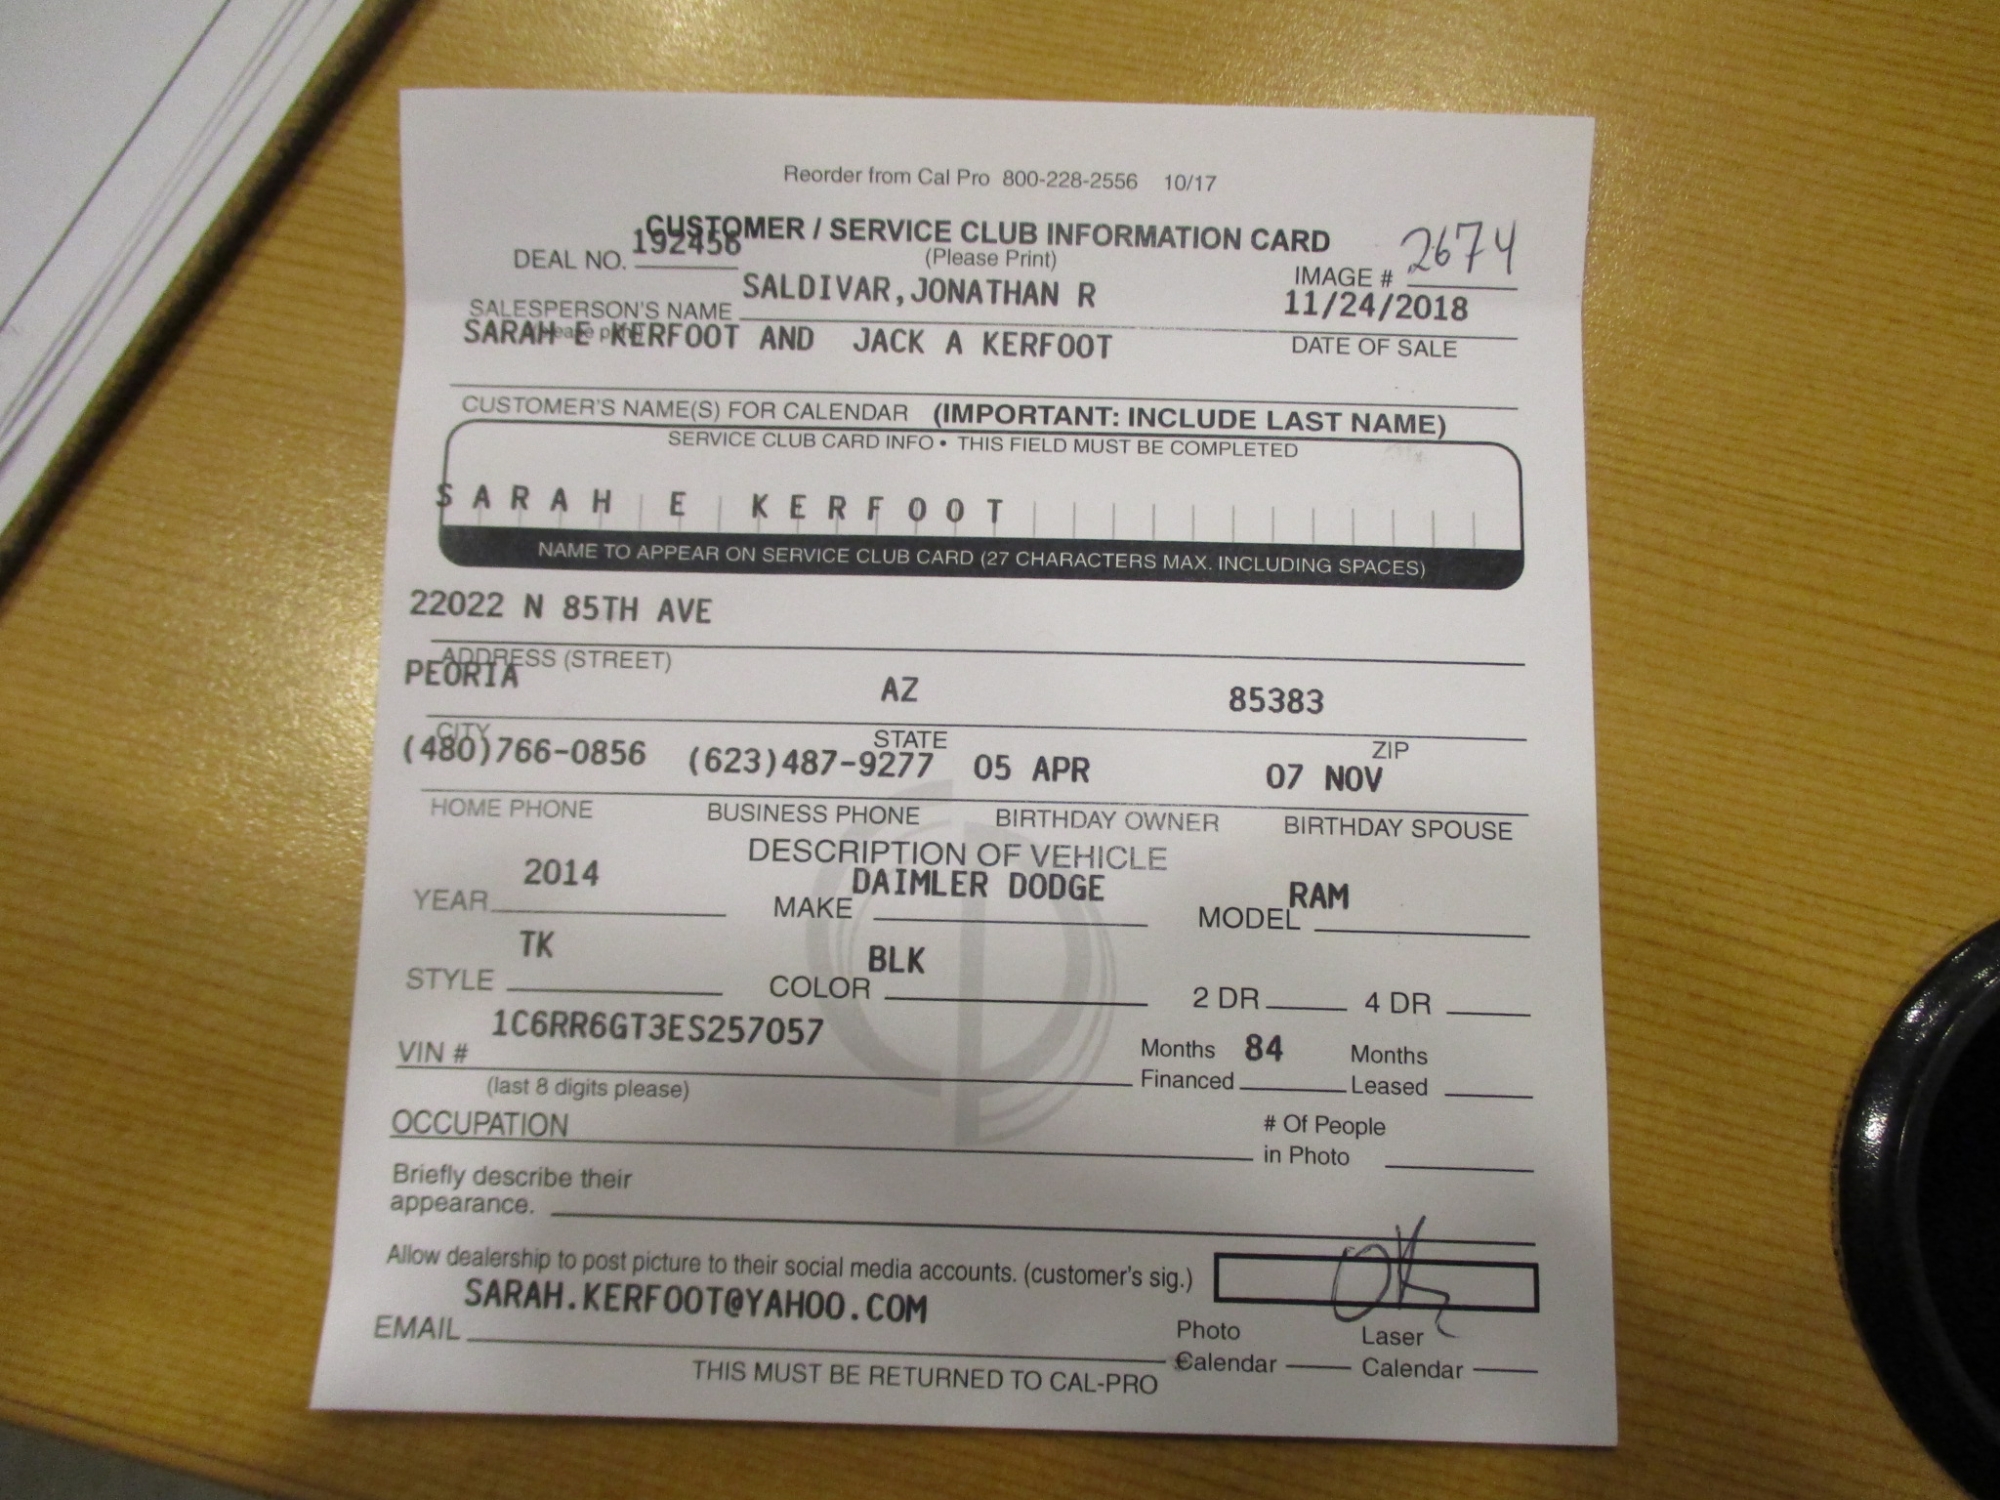 Reorder from Cal Pro 800-228-2556 10/17
CUSTOMER / SERVICE CLUB INFORMATION CARD
DEAL NO. 192456 (Please Print) IMAGE # 2674
SALESPERSON'S NAME SALDIVAR,JONATHAN R 11/24/2018
(please print) DATE OF SALE
SARAH E KERFOOT AND JACK A KERFOOT
CUSTOMER'S NAME(S) FOR CALENDAR (IMPORTANT: INCLUDE LAST NAME)
SERVICE CLUB CARD INFO • THIS FIELD MUST BE COMPLETED
SARAH E KERFOOT
NAME TO APPEAR ON SERVICE CLUB CARD (27 CHARACTERS MAX. INCLUDING SPACES)
22022 N 85TH AVE
ADDRESS (STREET)
PEORIA AZ 85383
CITY STATE ZIP
(480)766-0856 (623)487-9277 05 APR 07 NOV
HOME PHONE BUSINESS PHONE BIRTHDAY OWNER BIRTHDAY SPOUSE
DESCRIPTION OF VEHICLE
YEAR 2014 MAKE DAIMLER DODGE MODEL RAM
STYLE TK COLOR BLK 2 DR 4 DR
VIN # 1C6RR6GT3ES257057 Months Financed 84 Months Leased
(last 8 digits please)
OCCUPATION # Of People in Photo
Briefly describe their
appearance.
Allow dealership to post picture to their social media accounts. (customer's sig.) OK
EMAIL SARAH.KERFOOT@YAHOO.COM Photo Calendar Laser Calendar
THIS MUST BE RETURNED TO CAL-PRO